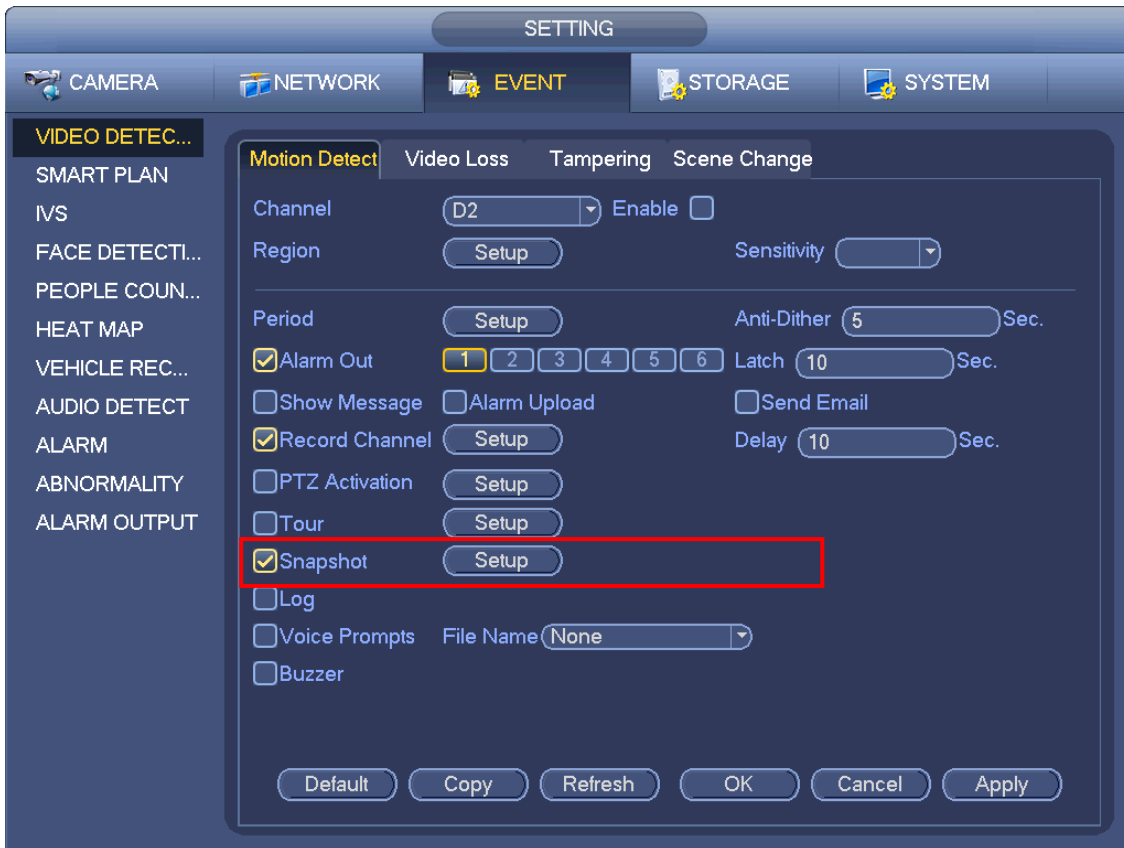 SETTING
CAMERA NETWORK EVENT STORAGE SYSTEM
VIDEO DETEC...
SMART PLAN
IVS
FACE DETECTI...
PEOPLE COUN...
HEAT MAP
VEHICLE REC...
AUDIO DETECT
ALARM
ABNORMALITY
ALARM OUTPUT
Motion Detect Video Loss Tampering Scene Change
Channel D2 Enable
Region Setup Sensitivity
Period Setup Anti-Dither 5 Sec.
Alarm Out 1 2 3 4 5 6 Latch 10 Sec.
Show Message Alarm Upload Send Email
Record Channel Setup Delay 10 Sec.
PTZ Activation Setup
Tour Setup
Snapshot Setup
Log
Voice Prompts File Name None
Buzzer
Default Copy Refresh OK Cancel Apply